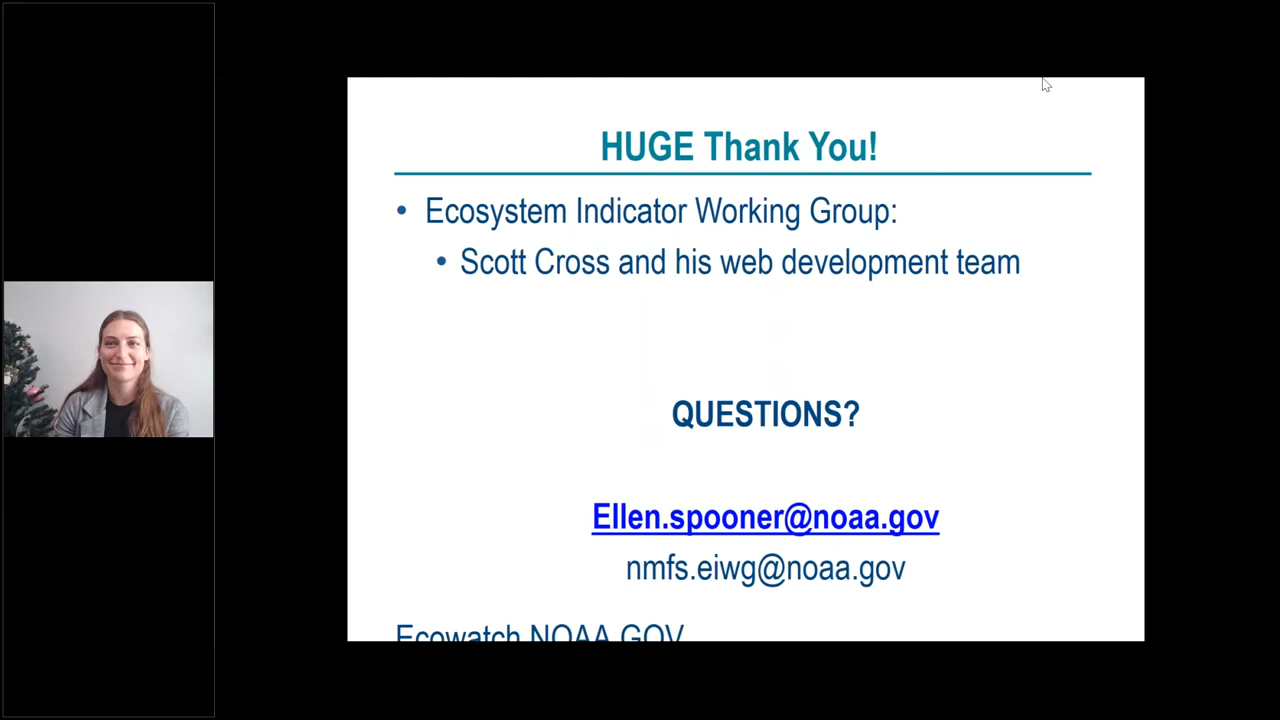 HUGE Thank You!
• Ecosystem Indicator Working Group:
• Scott Cross and his web development team
QUESTIONS?
Ellen.spooner@noaa.gov
nmfs.eiwg@noaa.gov
Ecowatch NOAA GOV